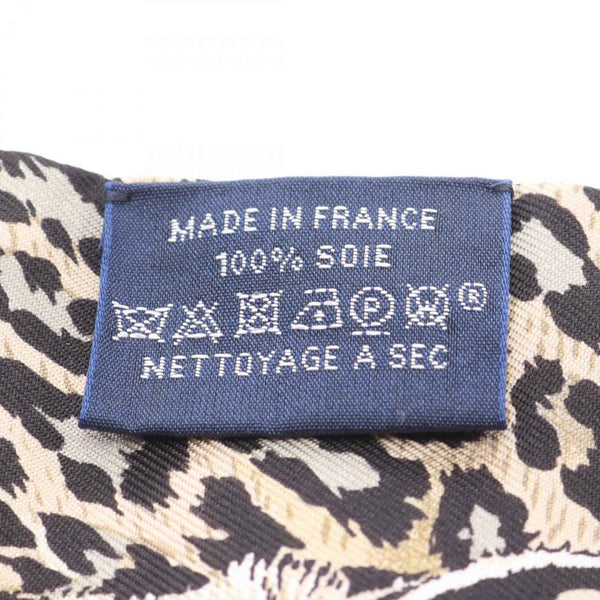 MADE IN FRANCE
100% SOIE
P W ®
NETTOYAGE A SEC